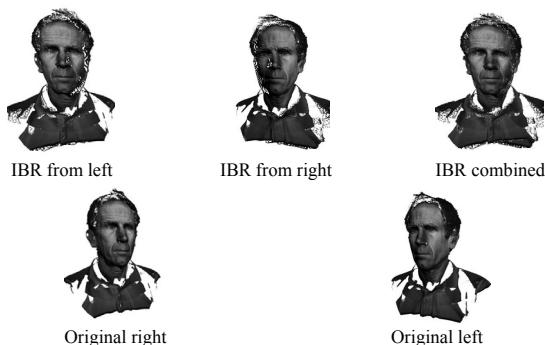 IBR from left
IBR from right
IBR combined
Original right
Original left